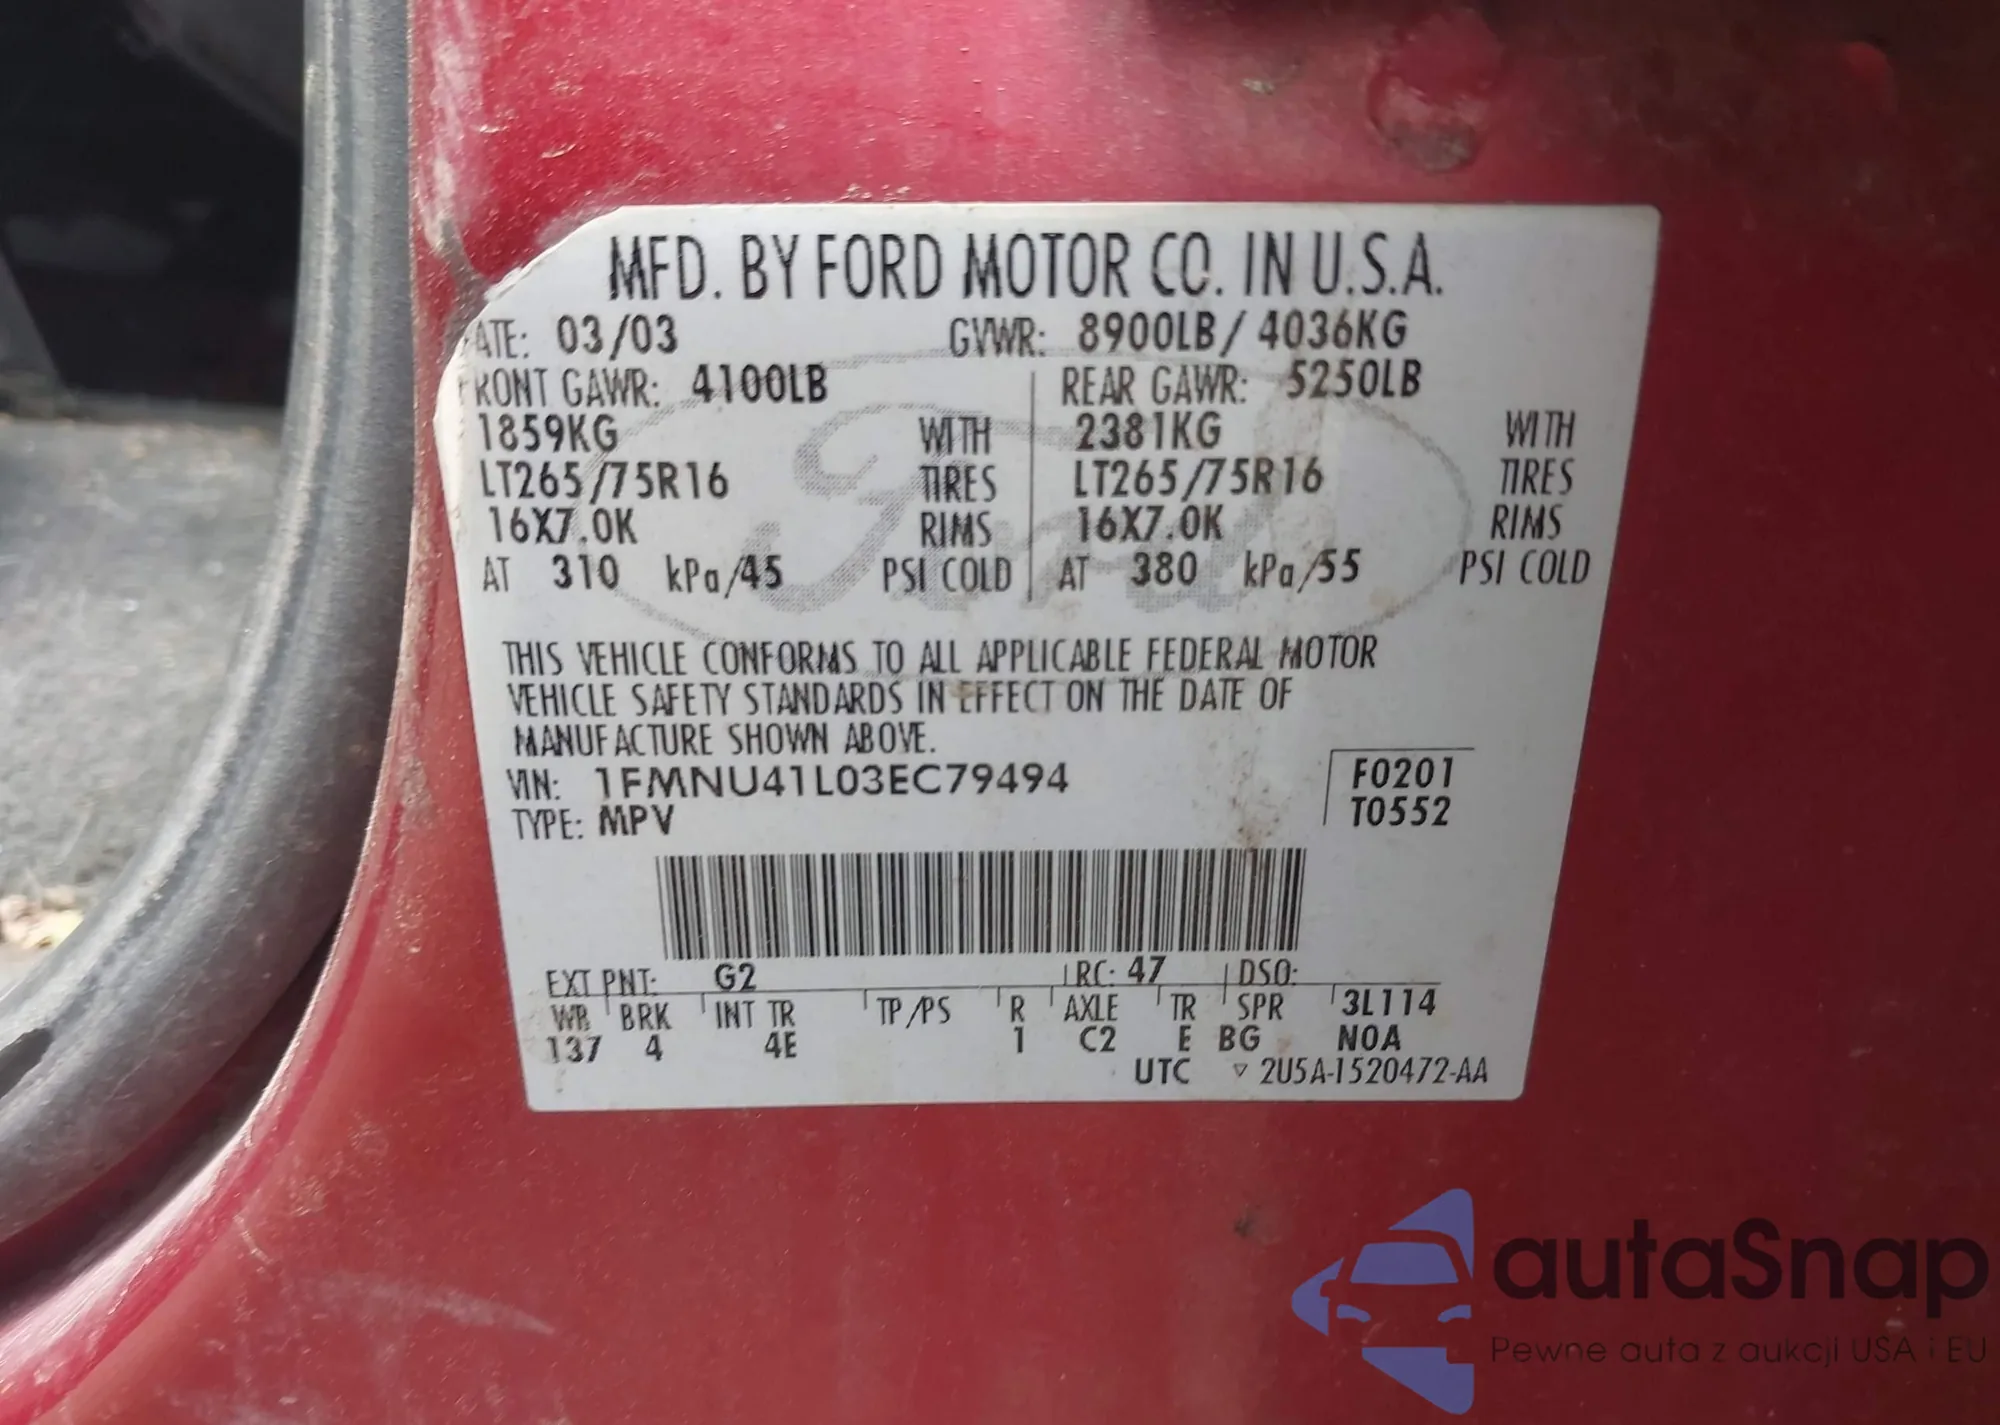 MFD. BY FORD MOTOR CO. IN U.S.A.
ATE: 03/03 GVWR: 8900LB/ 4036KG
FRONT GAWR: 4100LB REAR GAWR: 5250LB
1859KG WITH 2381KG WITH
LT265/75R16 TIRES LT265/75R16 TIRES
16X7.0K RIMS 16X7.0K RIMS
AT 310 kPa/45 PSI COLD AT 380 kPa/55 PSI COLD
Ford
THIS VEHICLE CONFORMS TO ALL APPLICABLE FEDERAL MOTOR
VEHICLE SAFETY STANDARDS IN EFFECT ON THE DATE OF
MANUFACTURE SHOWN ABOVE.
VIN: 1FMNU41L03EC79494 F0201
TYPE: MPV T0552
EXT PNT: G2 RC: 47 DSO:
WB BRK INT TR TP/PS R AXLE TR SPR 3L114
137 4 4E 1 C2 E BG NOA
UTC ▽ 2U5A-1520472-AA
autaSnap
Pewne auta z aukcji USA i EU